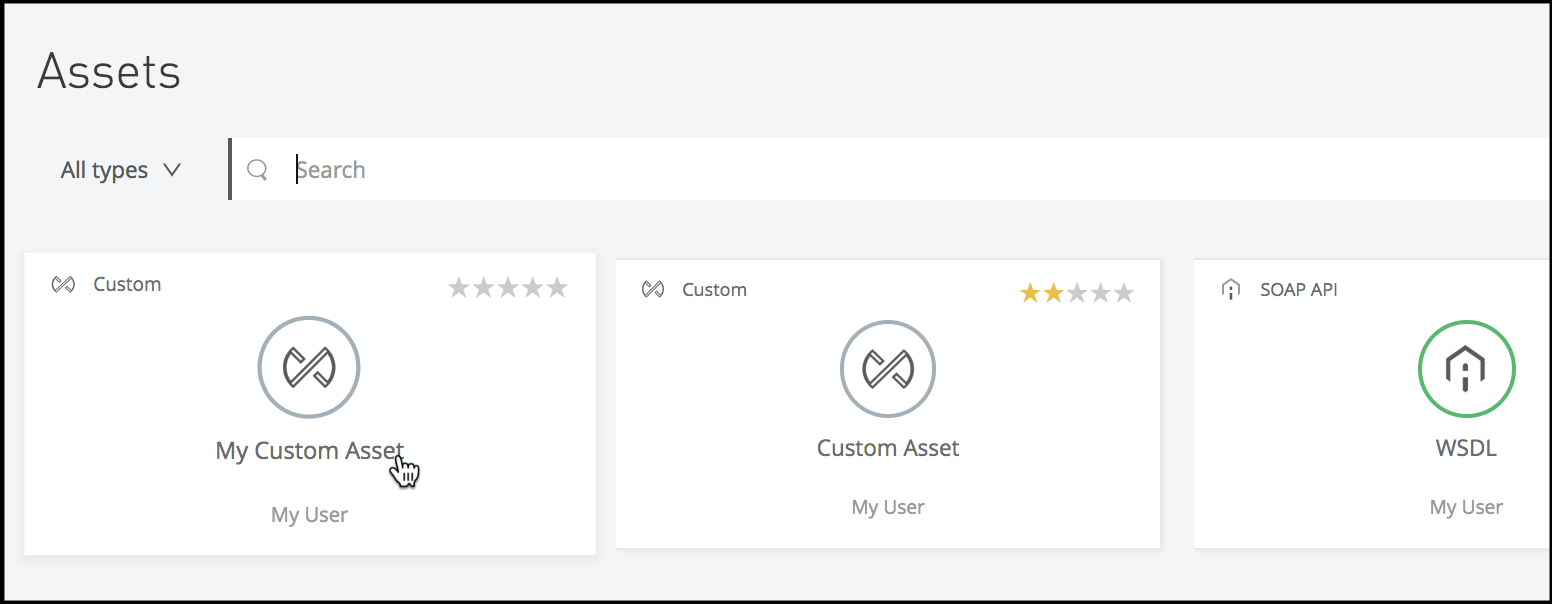 Assets
All types
Search
Custom
My Custom Asset
My User
Custom
Custom Asset
My User
SOAP API
WSDL
My User